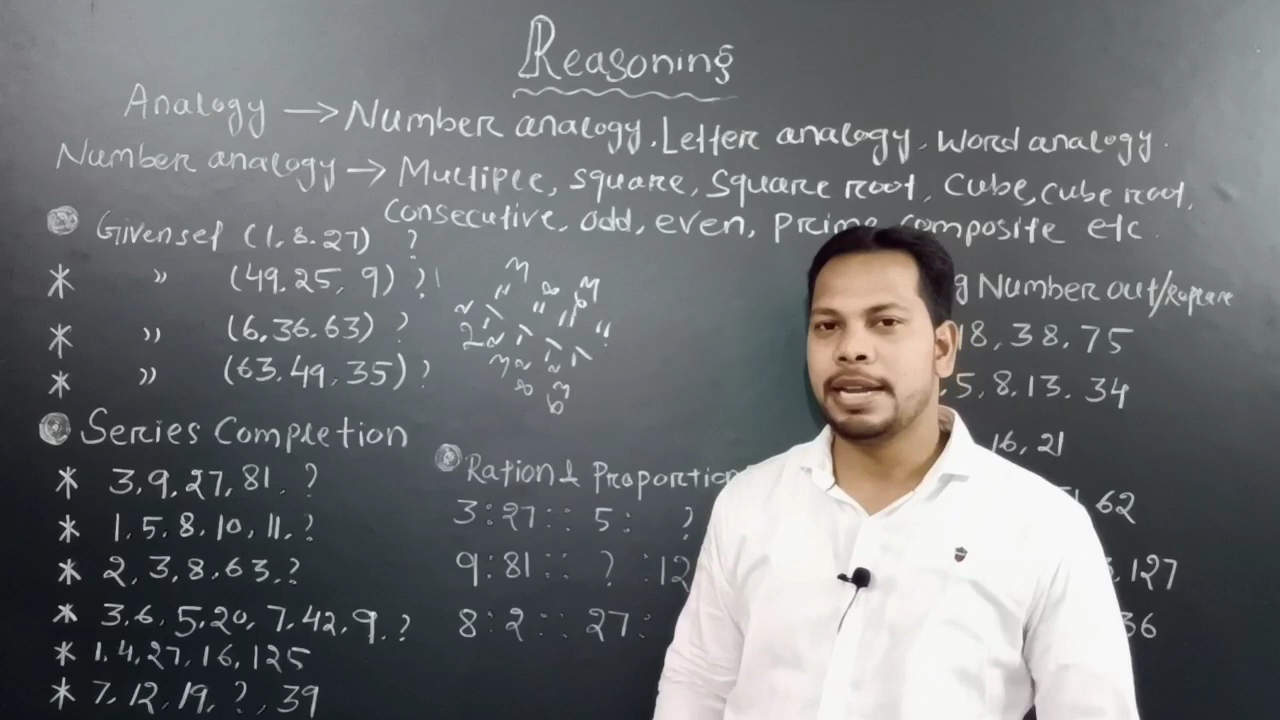 Reasoning
Analogy → Number analogy, Letter analogy, Word analogy.
Number analogy → Multiple, square, Square root, Cube, cube root,
Consecutive, odd, even, prime, composite etc.
Given set (1, 8, 27) ?
* " (49, 25, 9) ?
* " (6, 36, 63) ?
* " (63, 49, 35) ?
Series Completion
* 3, 9, 27, 81, ?
* 1, 5, 8, 10, 11, ?
* 2, 3, 8, 63, ?
* 3, 6, 5, 20, 7, 42, 9, ?
* 1, 4, 27, 16, 125
* 7, 12, 19, ?, 39
Proportion
3:27 :: 5: ?
9:81 :: ? :12
8:2 :: 27:
Number out/
18, 38, 75
5, 8, 13, 34
16, 21
62
127
36